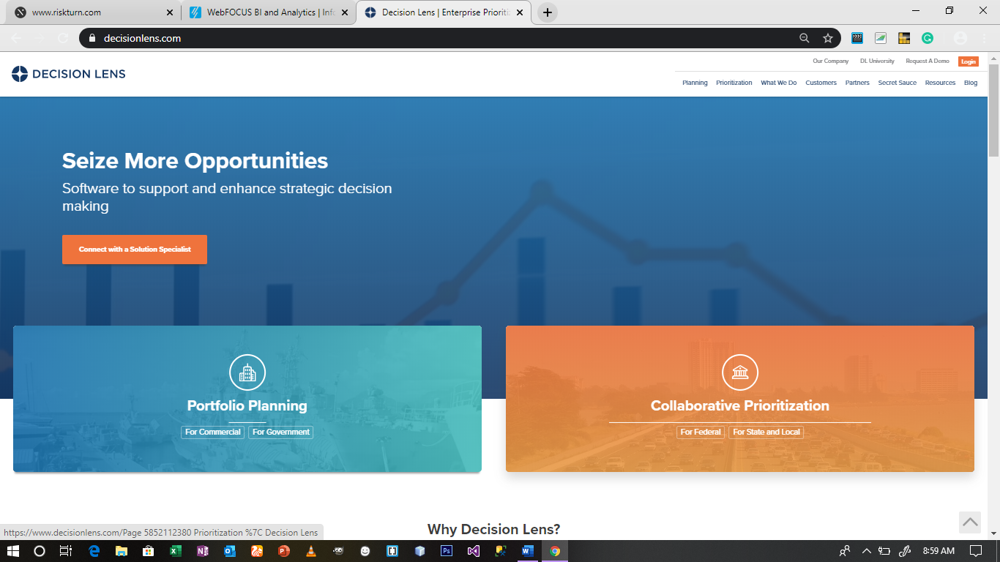 www.riskturn.com
WebFOCUS BI and Analytics | Info
Decision Lens | Enterprise Prioriti
decisionlens.com
Our Company DL University Request A Demo Login
DECISION LENS
Planning Prioritization What We Do Customers Partners Secret Sauce Resources Blog
Seize More Opportunities
Software to support and enhance strategic decision
making
Connect with a Solution Specialist
Portfolio Planning
For Commercial For Government
Collaborative Prioritization
For Federal For State and Local
Why Decision Lens?
https://www.decisionlens.com/Page 5852112380 Prioritization %7C Decision Lens
8:59 AM